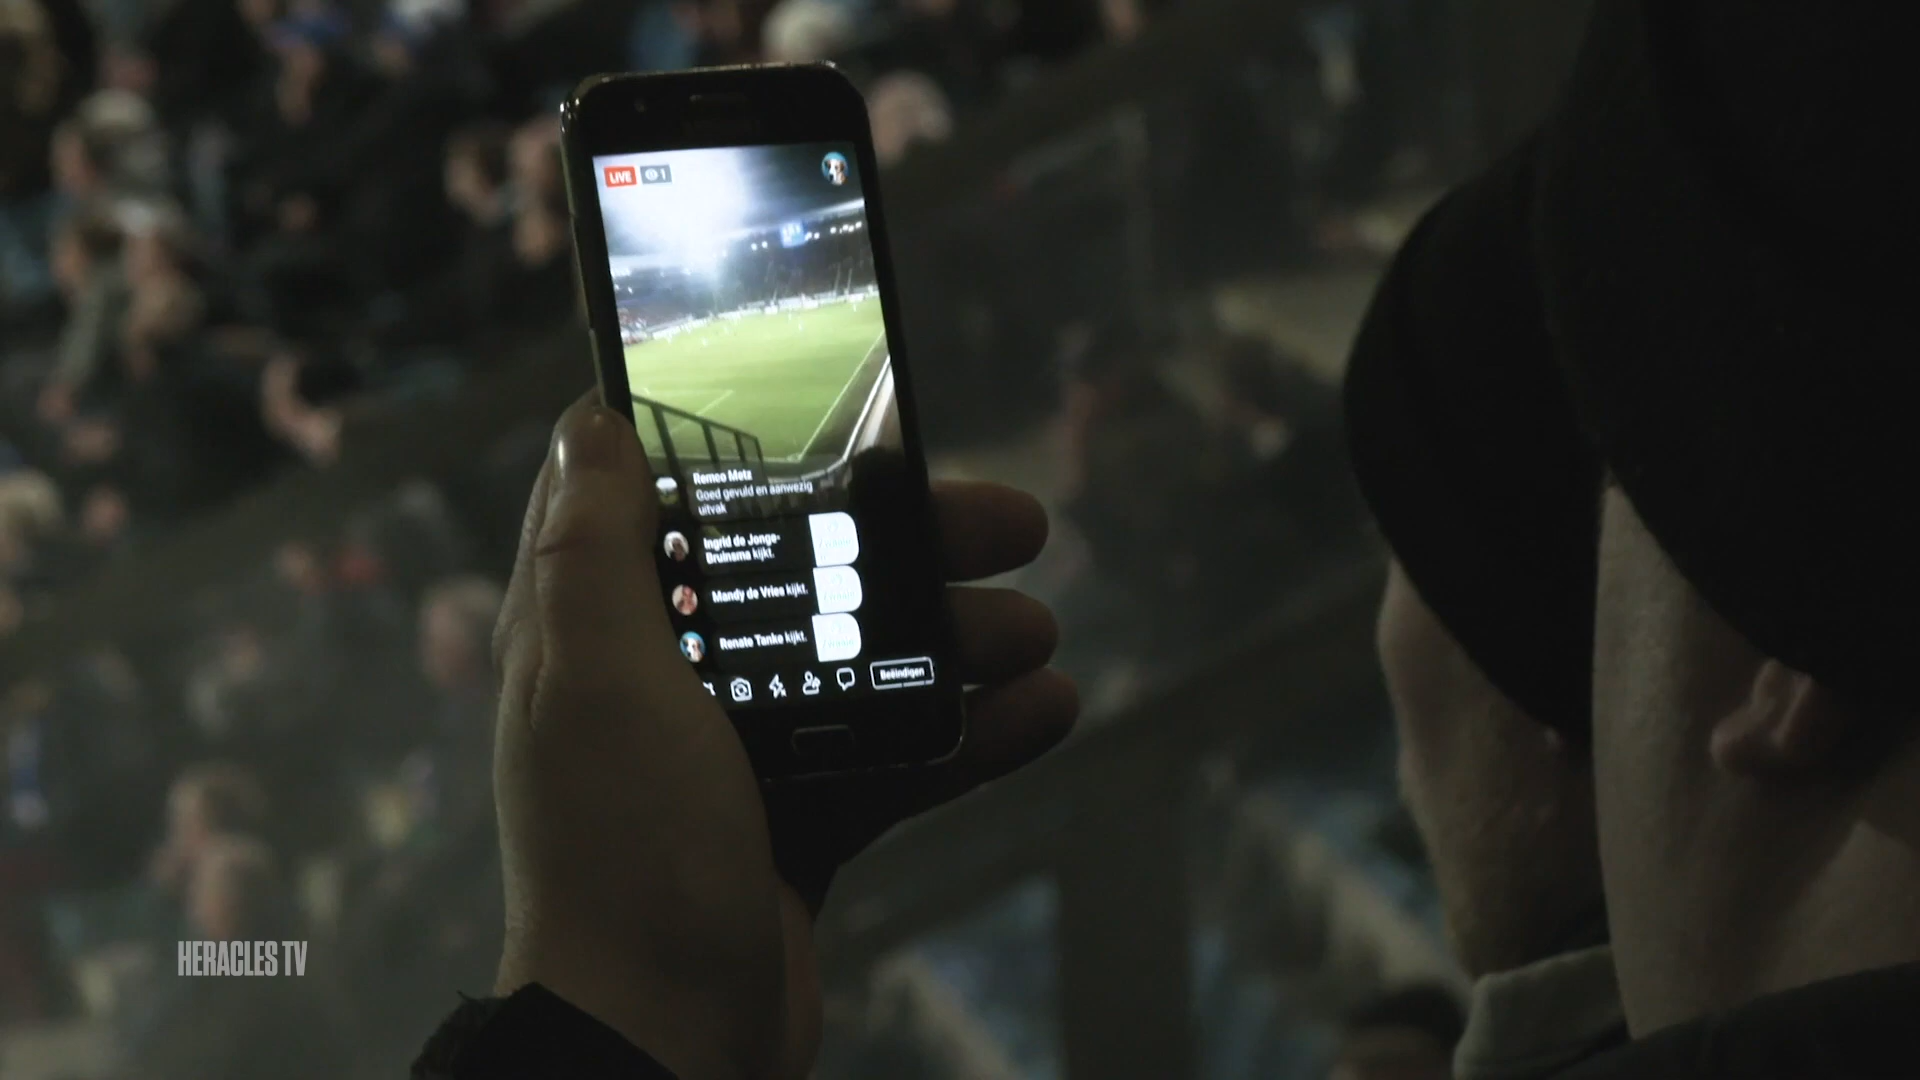 LIVE 1
Remco Metz
Goed gevuld en aanwezig
uitvak
Ingrid de Jonge-
Bruinsma kijkt.
Mandy de Vries kijkt.
Renate Tanke kijkt.
Beëindigen
HERACLES TV